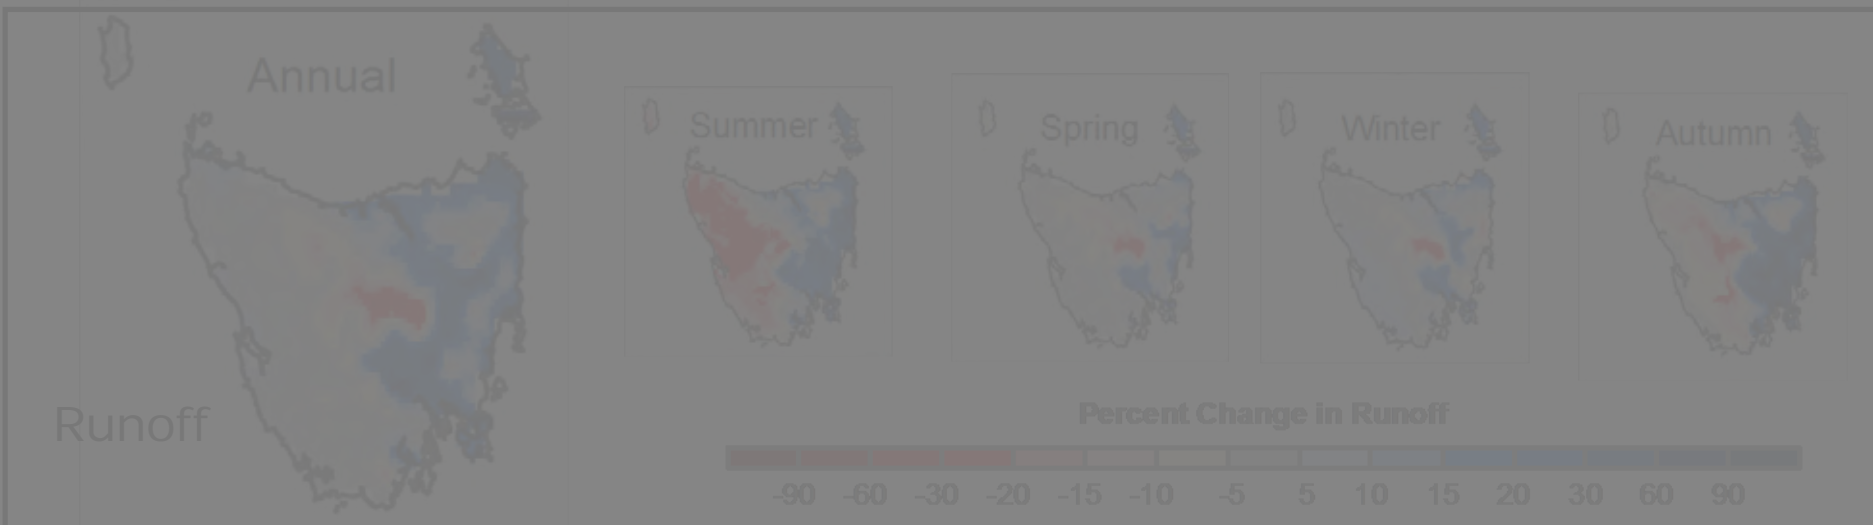 Annual
Summer
Spring
Winter
Autumn
Runoff
Percent Change in Runoff
-90 -60 -30 -20 -15 -10 -5 5 10 15 20 30 60 90